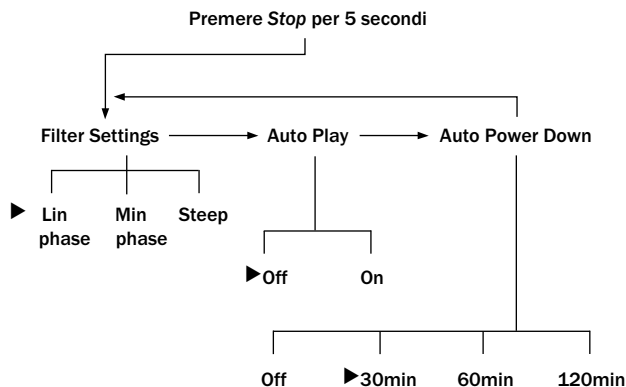 Premere Stop per 5 secondi
Filter Settings
Auto Play
Auto Power Down
Lin phase
Min phase
Steep
Off
On
Off
30min
60min
120min